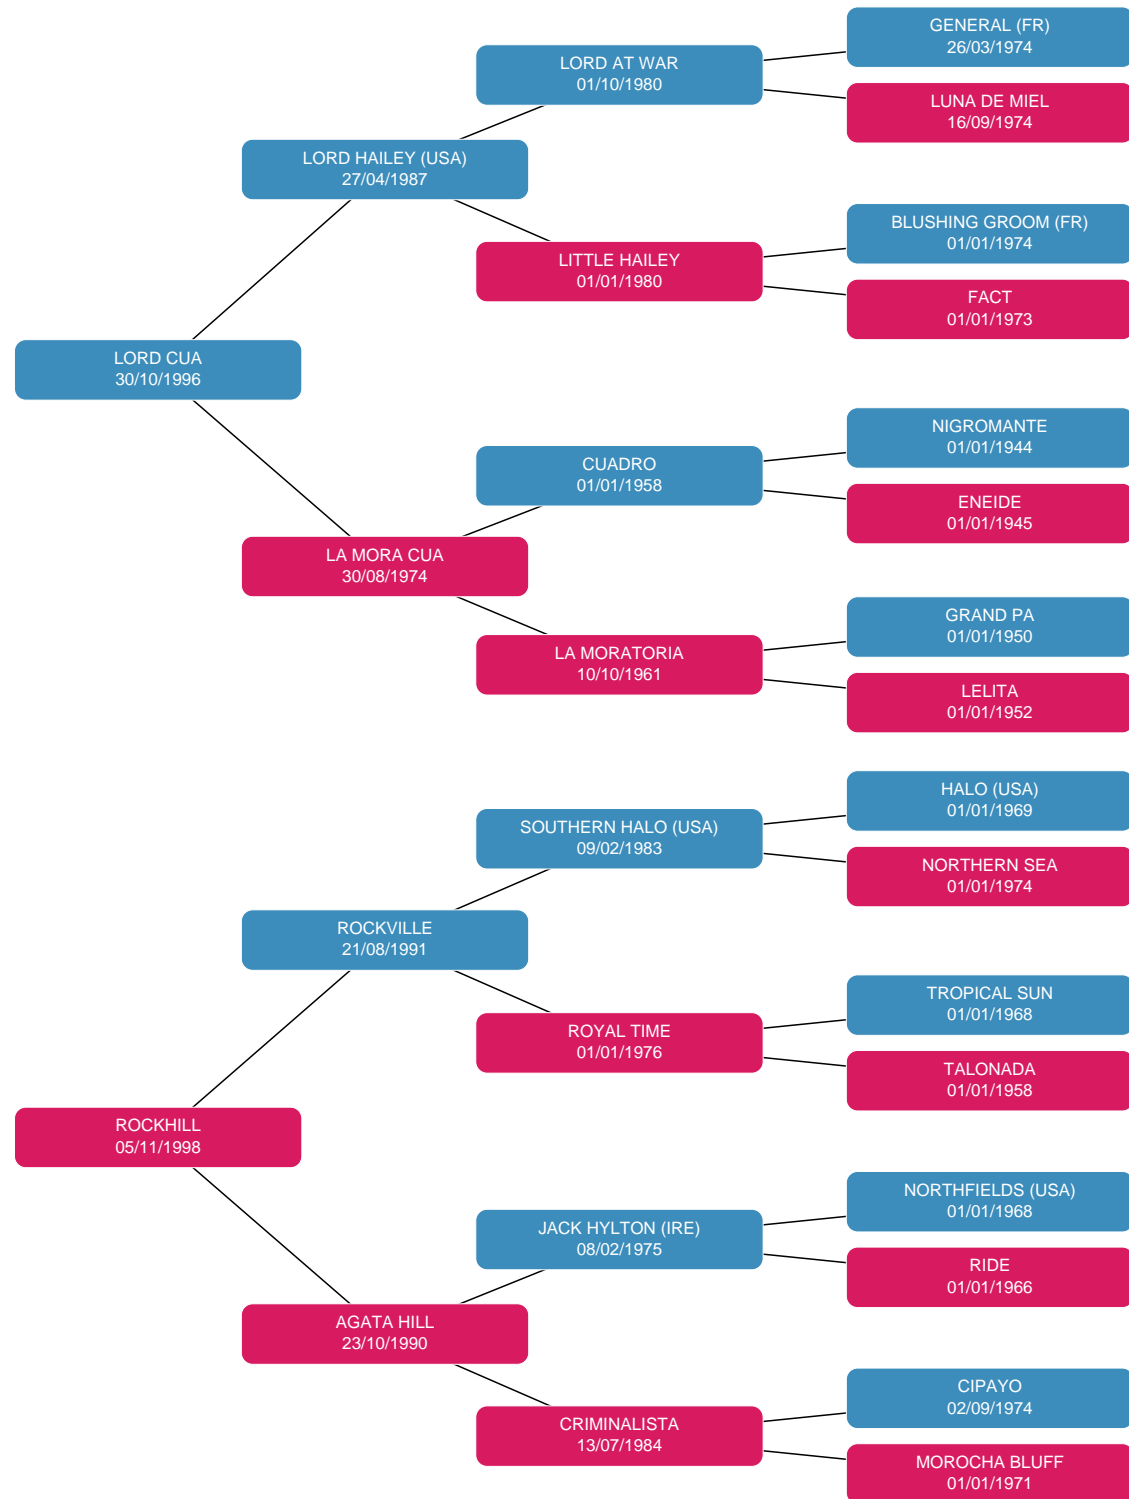 GENERAL (FR)
26/03/1974
LORD AT WAR
01/10/1980
LUNA DE MIEL
16/09/1974
LORD HAILEY (USA)
27/04/1987
BLUSHING GROOM (FR)
01/01/1974
LITTLE HAILEY
01/01/1980
FACT
01/01/1973
LORD CUA
30/10/1996
NIGROMANTE
01/01/1944
CUADRO
01/01/1958
ENEIDE
01/01/1945
LA MORA CUA
30/08/1974
GRAND PA
01/01/1950
LA MORATORIA
10/10/1961
LELITA
01/01/1952
HALO (USA)
01/01/1969
SOUTHERN HALO (USA)
09/02/1983
NORTHERN SEA
01/01/1974
ROCKVILLE
21/08/1991
TROPICAL SUN
01/01/1968
ROYAL TIME
01/01/1976
TALONADA
01/01/1958
ROCKHILL
05/11/1998
NORTHFIELDS (USA)
01/01/1968
JACK HYLTON (IRE)
08/02/1975
RIDE
01/01/1966
AGATA HILL
23/10/1990
CIPAYO
02/09/1974
CRIMINALISTA
13/07/1984
MOROCHA BLUFF
01/01/1971